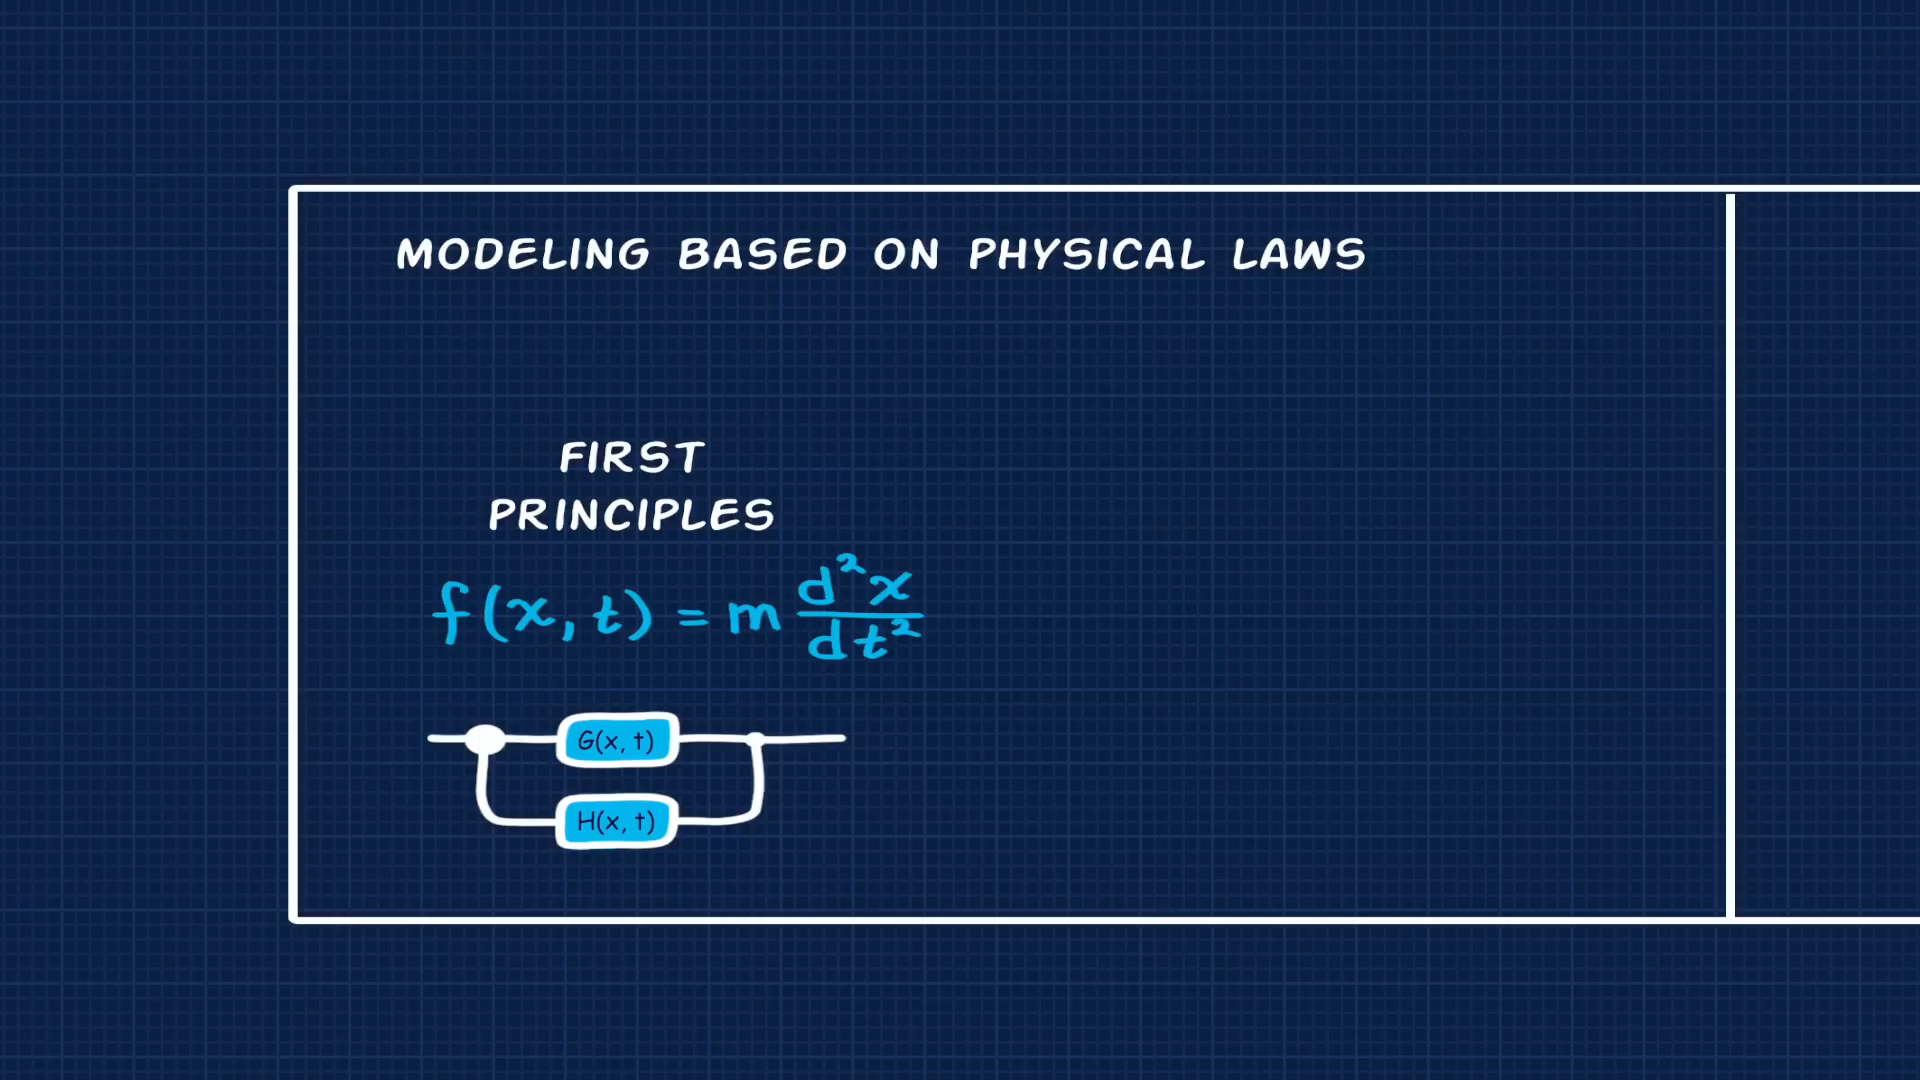 MODELING BASED ON PHYSICAL LAWS
FIRST
PRINCIPLES
f(x, t) = m d²x/dt²
G(x, t)
H(x, t)